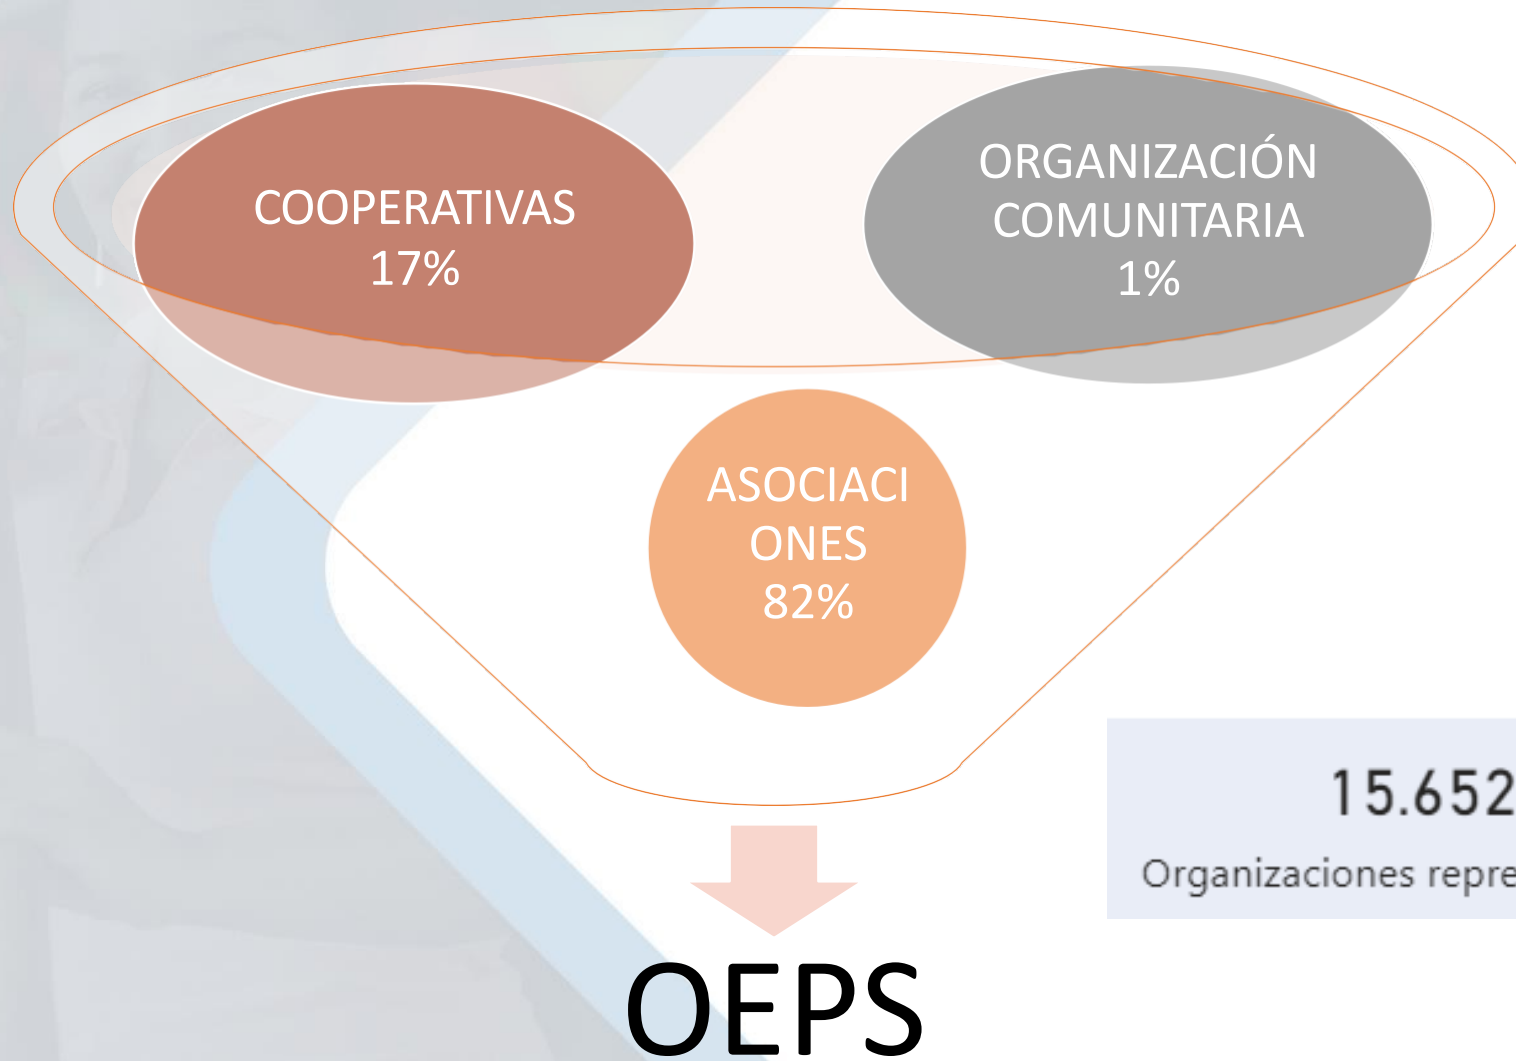 COOPERATIVAS
17%
ORGANIZACIÓN
COMUNITARIA
1%
ASOCIACI
ONES
82%
15.652
Organizaciones repre
OEPS